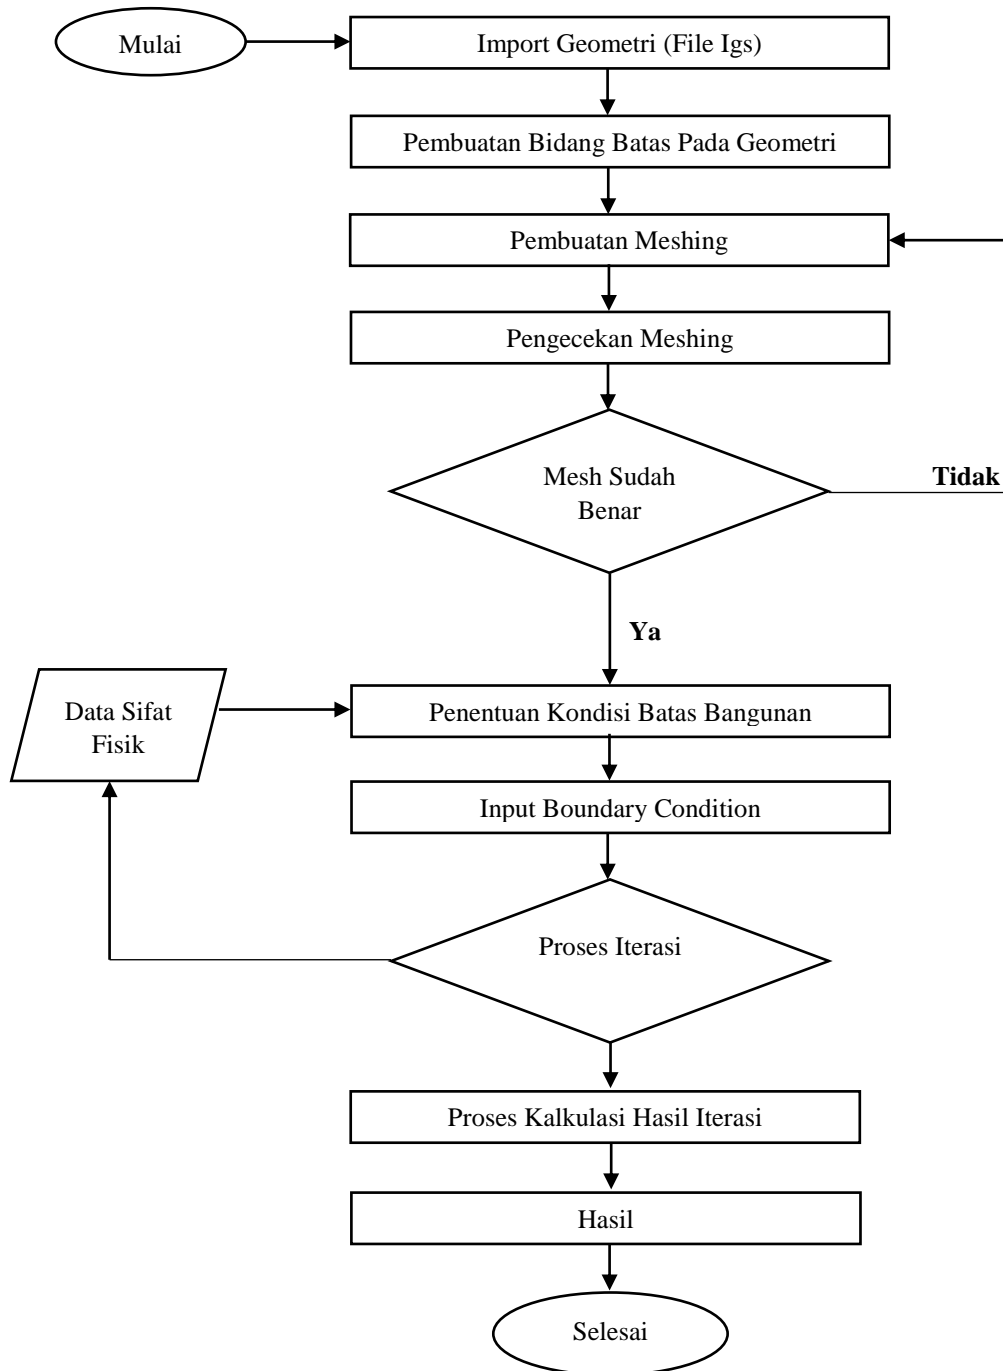 Mulai
Import Geometri (File Igs)
Pembuatan Bidang Batas Pada Geometri
Pembuatan Meshing
Pengecekan Meshing
Mesh Sudah
Benar
Tidak
Ya
Data Sifat
Fisik
Penentuan Kondisi Batas Bangunan
Input Boundary Condition
Proses Iterasi
Proses Kalkulasi Hasil Iterasi
Hasil
Selesai